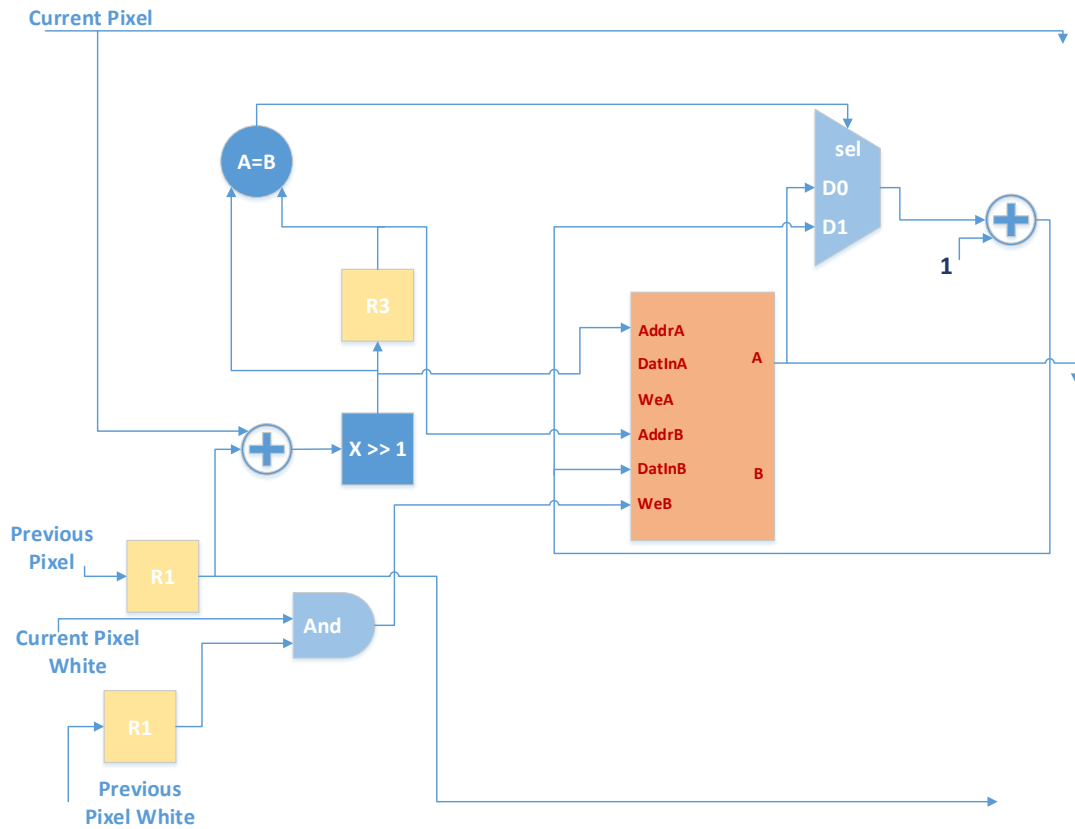 Current Pixel
A=B
sel
D0
D1
1
R3
AddrA
DatInA
WeA
AddrB
DatInB
WeB
A
B
X >> 1
Previous
Pixel
R1
And
Current Pixel
White
R1
Previous
Pixel White